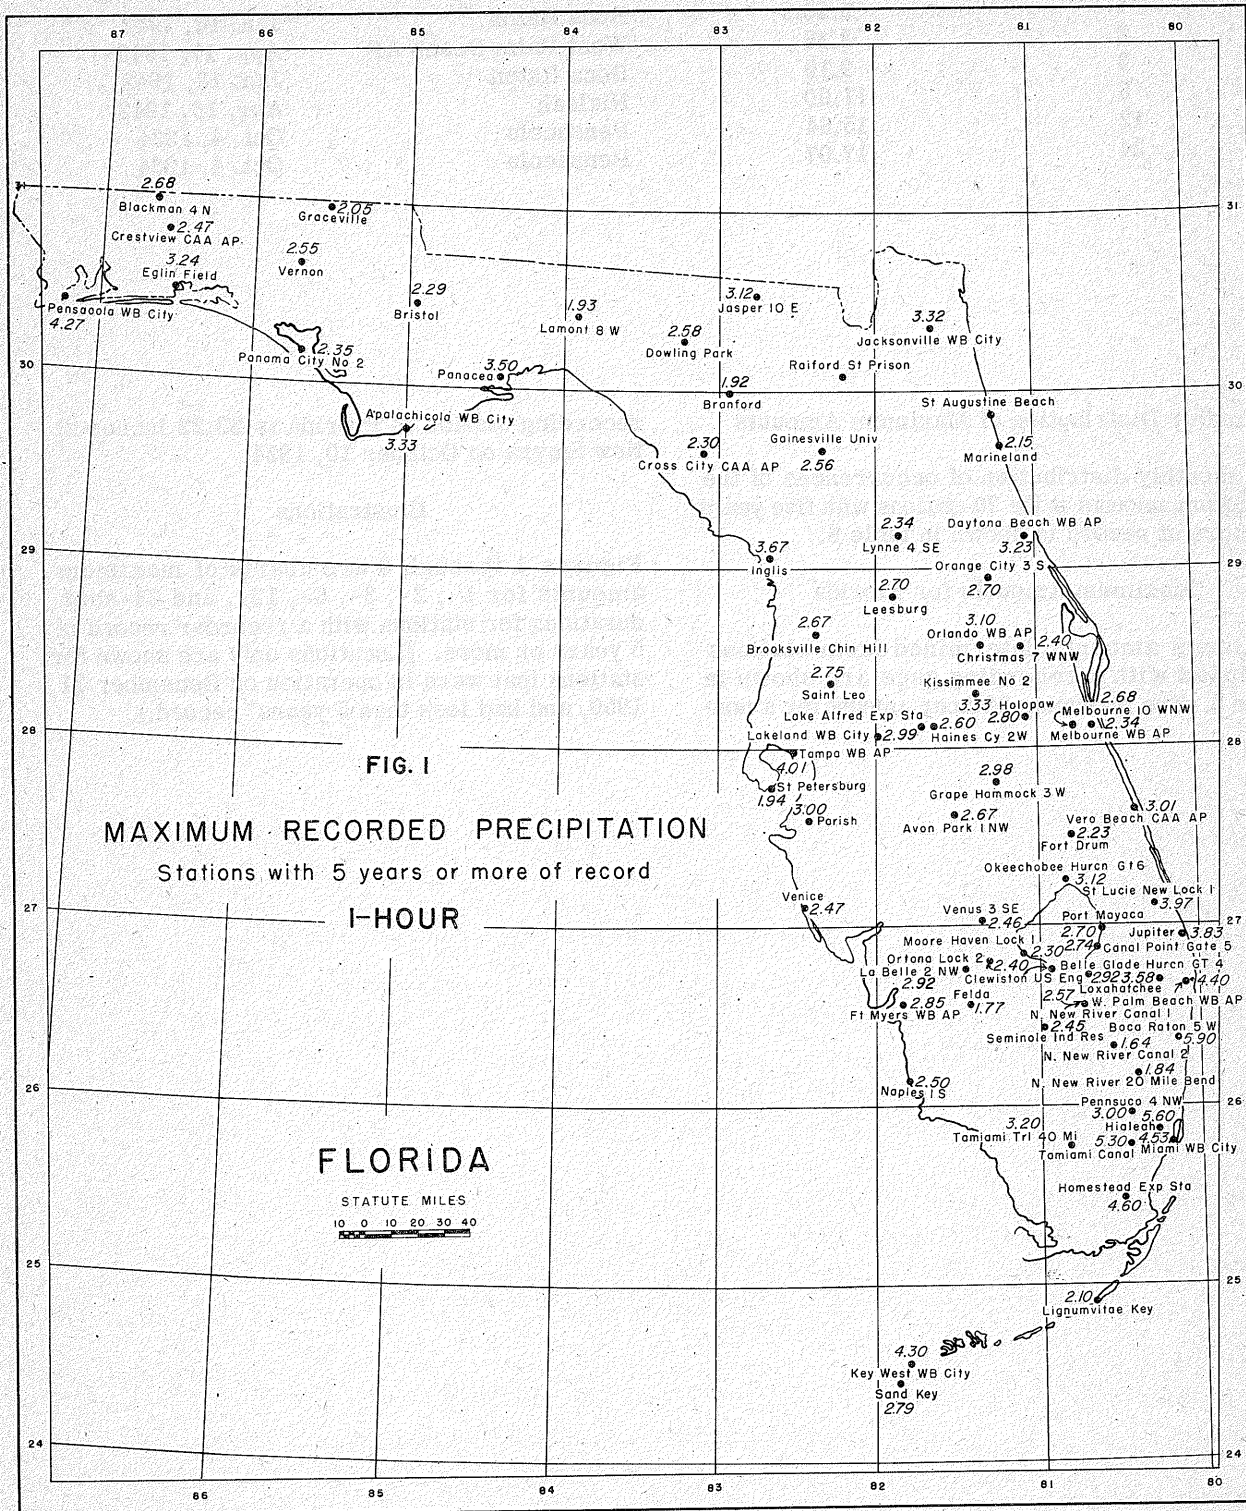 87 86 85 84 83 82 81 80
31
2.68
Blackman 4 N
2.05
Graceville
31
2.47
Crestview CAA AP
2.55
Vernon
3.24
Eglin Field
Pensacola WB City
4.27
2.29
Bristol
1.93
Lamont 8 W
3.12
Jasper 10 E
3.32
Jacksonville WB City
2.58
Dowling Park
Raiford St Prison
30
2.35
Panama City No 2
3.50
Panacea
1.92
Branford
30
Apalachicola WB City
3.33
St Augustine Beach
2.15
Marineland
2.30
Cross City CAA AP
Gainesville Univ
2.56
29
2.34
Lynne 4 SE
Daytona Beach WB AP
3.23
3.67
Inglis
Orange City 3 S
2.70
29
2.70
Leesburg
2.67
Brooksville Chin Hill
3.10
Orlando WB AP
2.40
Christmas 7 WNW
2.75
Saint Leo
Kissimmee No 2
3.33
Holopaw
2.80
2.68
Melbourne 10 WNW
Lake Alfred Exp Sta
2.60
Haines Cy 2W
2.34
Melbourne WB AP
28
Lakeland WB City
2.99
28
Tampa WB AP
4.01
St Petersburg
1.94
FIG. 1
2.98
Grape Hammock 3 W
3.00
Parish
2.67
Avon Park 1 NW
3.01
Vero Beach CAA AP
2.23
Fort Drum
MAXIMUM RECORDED PRECIPITATION
Stations with 5 years or more of record
1-HOUR
Okeechobee Hurcn Gt 6
3.12
St Lucie New Lock 1
3.97
27
Venice
2.47
Venus 3 SE
2.46
Port Mayaca
2.70
27
Jupiter
3.83
Moore Haven Lock 1
2.30
2.74
Canal Point Gate 5
Ortona Lock 2
2.40
La Belle 2 NW
2.92
Belle Glade Hurcn GT 4
Clewiston US Eng
2.92
3.58
Loxahatchee
4.40
W. Palm Beach WB AP
2.85
Ft Myers WB AP
Felda
1.77
2.57
N. New River Canal 1
2.45
Seminole Ind Res
Boca Raton 5 W
5.90
1.64
N. New River Canal 2
26
2.50
Naples 1 S
1.84
N. New River 20 Mile Bend
26
Pennsuco 4 NW
3.00
5.60
Hialeah
3.20
Tamiami Trl 40 Mi
5.30
Tamiami Canal
4.53
Miami WB City
FLORIDA
STATUTE MILES
10 0 10 20 30 40
Homestead Exp Sta
4.60
25
25
2.10
Lignumvitae Key
4.30
Key West WB City
Sand Key
2.79
24
24
86 85 84 83 82 81 80